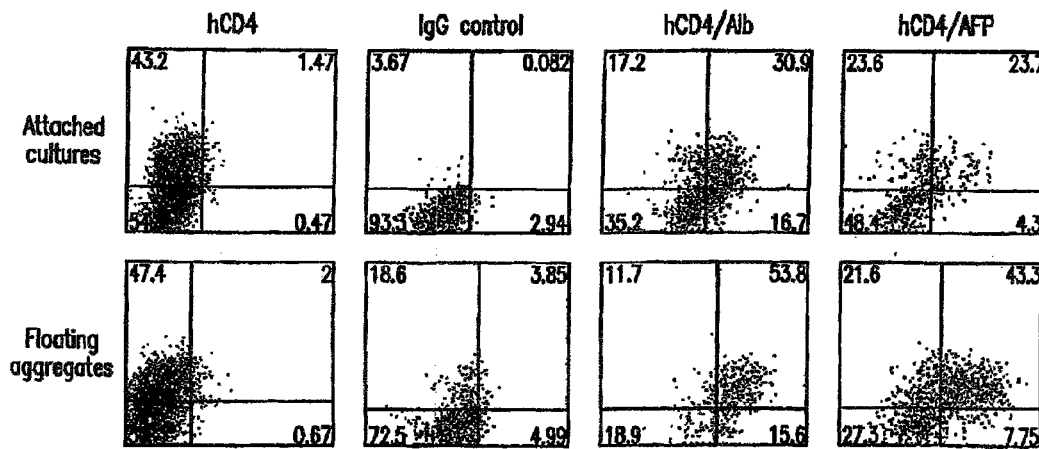 hCD4 IgG control hCD4/Alb hCD4/AFP
43.2 1.47 3.67 0.082 17.2 30.9 23.6 23.7
Attached
cultures
0.47 93.3 2.94 35.2 16.7 48.4 4.3
47.4 2 18.6 3.85 11.7 53.8 21.6 43.3
Floating
aggregates
0.67 72.5 4.99 18.9 15.6 27.3 7.75